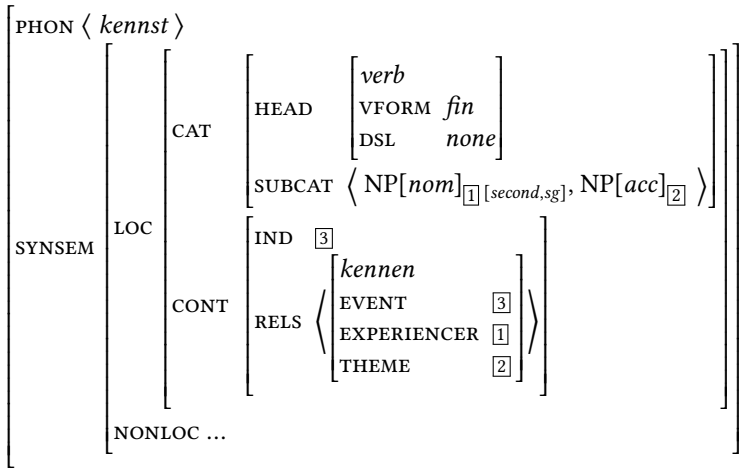 PHON ⟨ kennst ⟩
verb
HEAD VFORM fin
DSL none
CAT
SUBCAT ⟨ NP[nom]1 [second,sg], NP[acc]2 ⟩
LOC
IND 3
SYNSEM
kennen
EVENT 3
CONT RELS ⟨ EXPERIENCER 1 ⟩
THEME 2
NONLOC ...